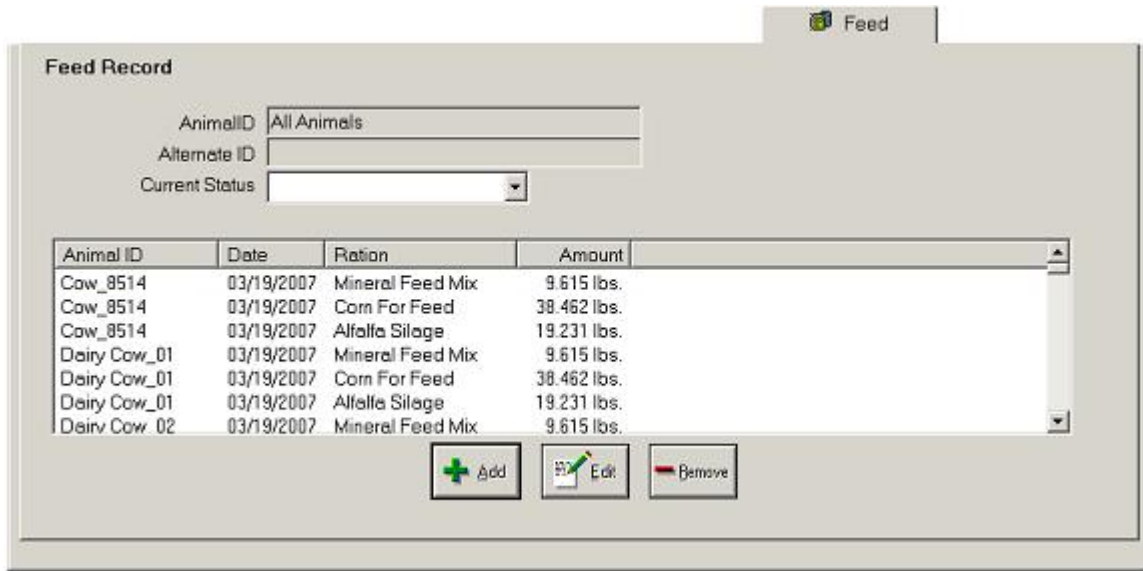 Feed
Feed Record
AnimalID All Animals
Alternate ID
Current Status
Animal ID Date Ration Amount
Cow_8514 03/19/2007 Mineral Feed Mix 9.615 lbs.
Cow_8514 03/19/2007 Corn For Feed 38.462 lbs.
Cow_8514 03/19/2007 Alfalfa Silage 19.231 lbs.
Dairy Cow_01 03/19/2007 Mineral Feed Mix 9.615 lbs.
Dairy Cow_01 03/19/2007 Corn For Feed 38.462 lbs.
Dairy Cow_01 03/19/2007 Alfalfa Silage 19.231 lbs.
Dairy Cow_02 03/19/2007 Mineral Feed Mix 9.615 lbs.
Add Edit Remove